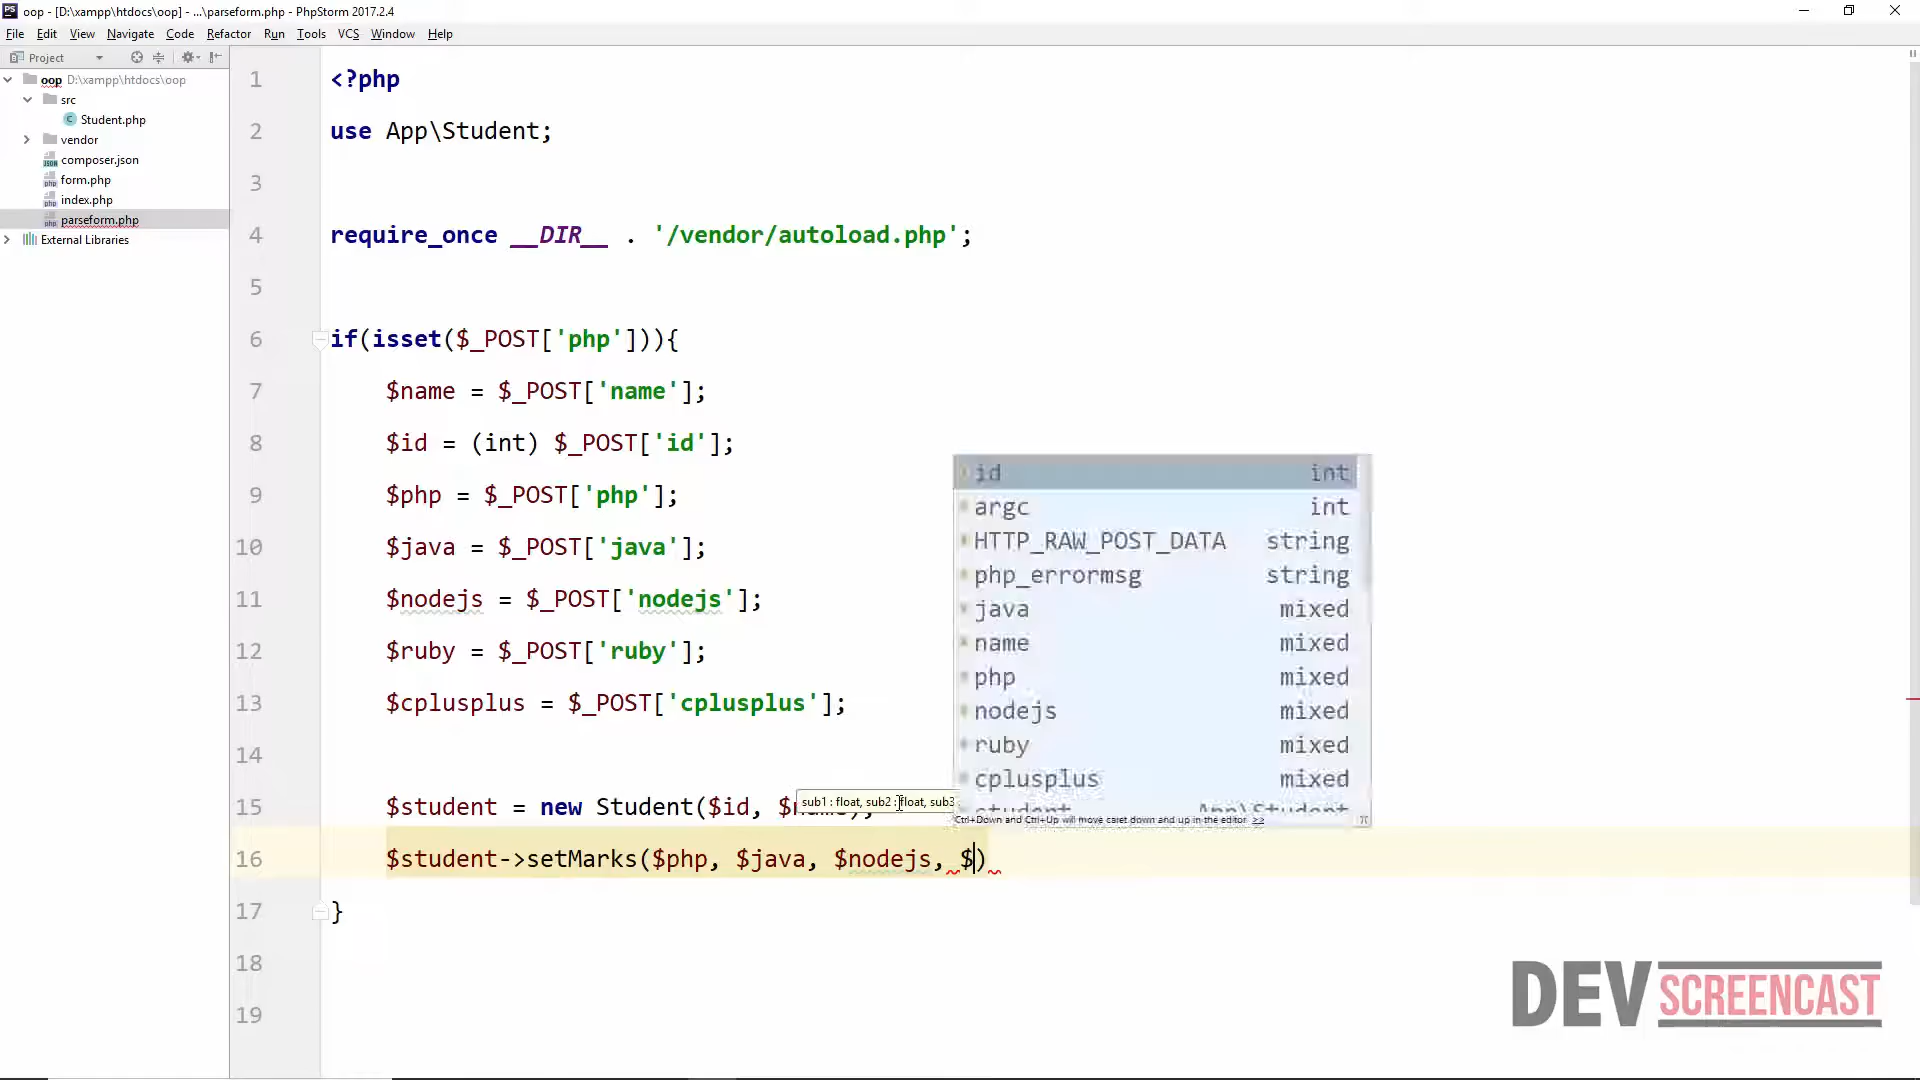 oop - [D:\xampp\htdocs\oop] - ...\parseform.php - PhpStorm 2017.2.4
File Edit View Navigate Code Refactor Run Tools VCS Window Help
Project
oop D:\xampp\htdocs\oop
src
Student.php
vendor
composer.json
form.php
index.php
parseform.php
External Libraries
1 <?php
2 use App\Student;
3
4 require_once __DIR__ . '/vendor/autoload.php';
5
6 if(isset($_POST['php'])){
7 $name = $_POST['name'];
8 $id = (int) $_POST['id'];
9 $php = $_POST['php'];
10 $java = $_POST['java'];
11 $nodejs = $_POST['nodejs'];
12 $ruby = $_POST['ruby'];
13 $cplusplus = $_POST['cplusplus'];
14
15 $student = new Student($id, $name);
16 $student->setMarks($php, $java, $nodejs, $)
17 }
18
19
sub1 : float, sub2 : float, sub3
id int
argc int
HTTP_RAW_POST_DATA string
php_errormsg string
java mixed
name mixed
php mixed
nodejs mixed
ruby mixed
cplusplus mixed
student App\Student
Ctrl+Down and Ctrl+Up will move caret down and up in the editor >>
DEVSCREENCAST